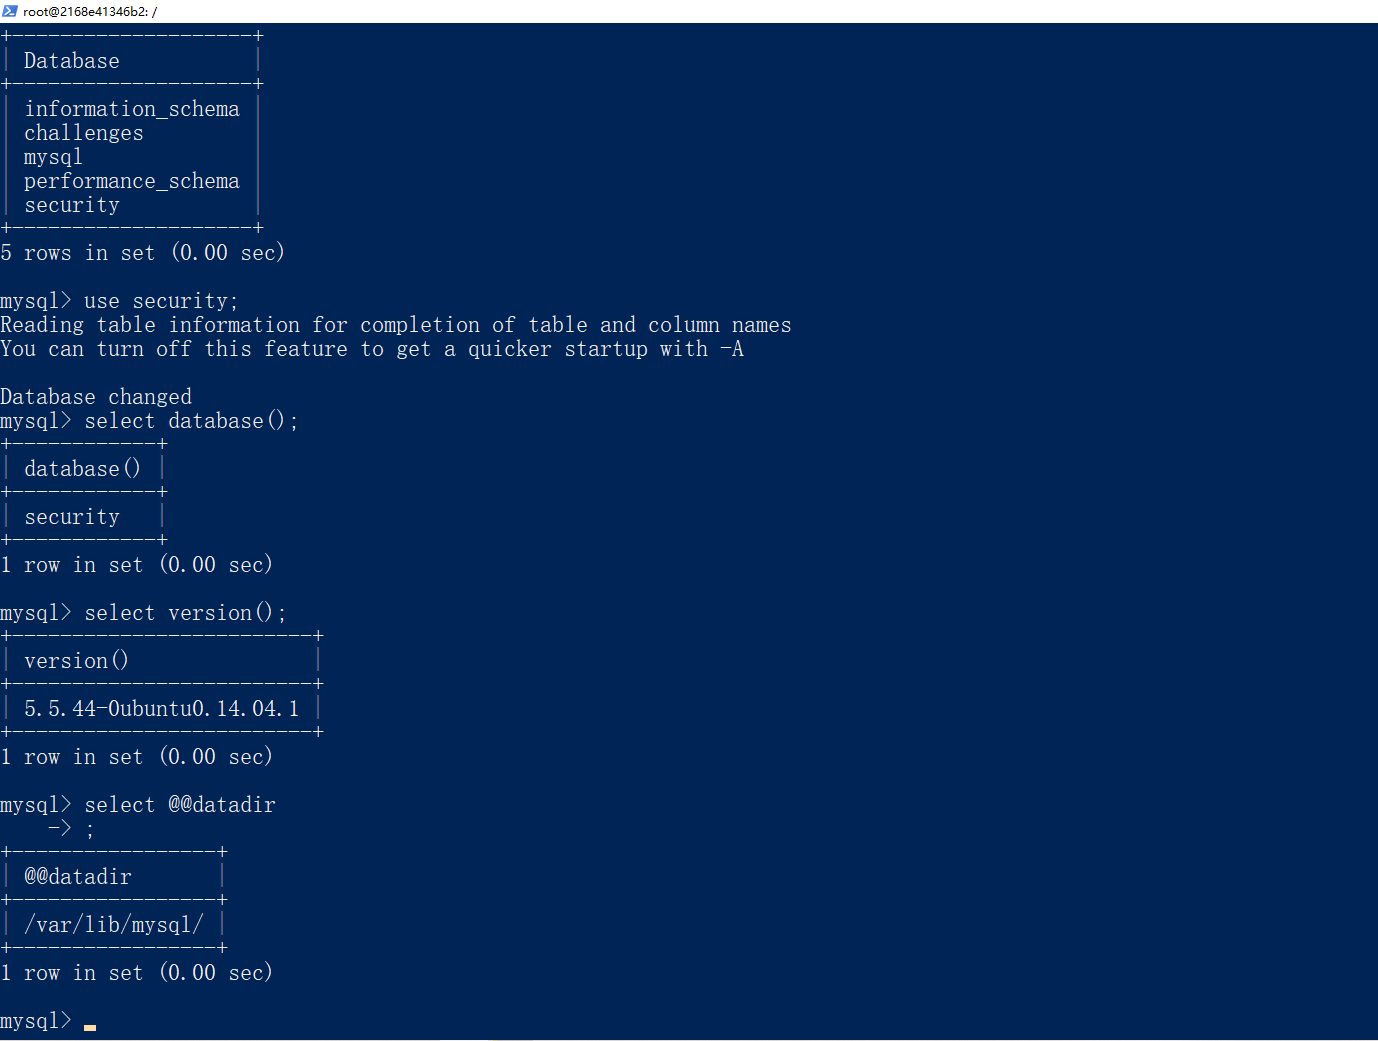 root@2168e41346b2: /
+--------------------+
| Database           |
+--------------------+
| information_schema |
| challenges         |
| mysql              |
| performance_schema |
| security           |
+--------------------+
5 rows in set (0.00 sec)

mysql> use security;
Reading table information for completion of table and column names
You can turn off this feature to get a quicker startup with -A

Database changed
mysql> select database();
+------------+
| database() |
+------------+
| security   |
+------------+
1 row in set (0.00 sec)

mysql> select version();
+-------------------------+
| version()               |
+-------------------------+
| 5.5.44-0ubuntu0.14.04.1 |
+-------------------------+
1 row in set (0.00 sec)

mysql> select @@datadir
    -> ;
+-----------------+
| @@datadir       |
+-----------------+
| /var/lib/mysql/ |
+-----------------+
1 row in set (0.00 sec)

mysql>